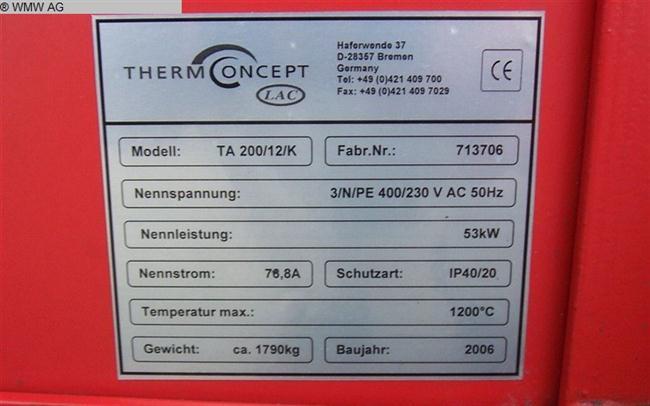 ® WMW AG
THERMCONCEPT
LAC
Haferwende 37
D-28357 Bremen
Germany
Tel: +49 (0)421 409 700
Fax: +49 (0)421 409 7029
CE
Modell: TA 200/12/K Fabr.Nr.: 713706
Nennspannung: 3/N/PE 400/230 V AC 50Hz
Nennleistung: 53kW
Nennstrom: 76,8A Schutzart: IP40/20
Temperatur max.: 1200°C
Gewicht: ca. 1790kg Baujahr: 2006